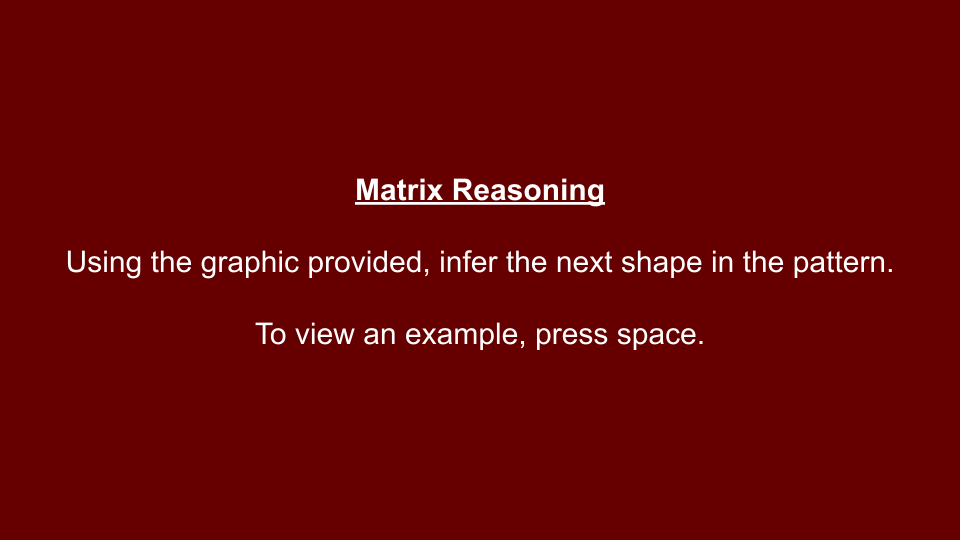 Matrix Reasoning
Using the graphic provided, infer the next shape in the pattern.
To view an example, press space.